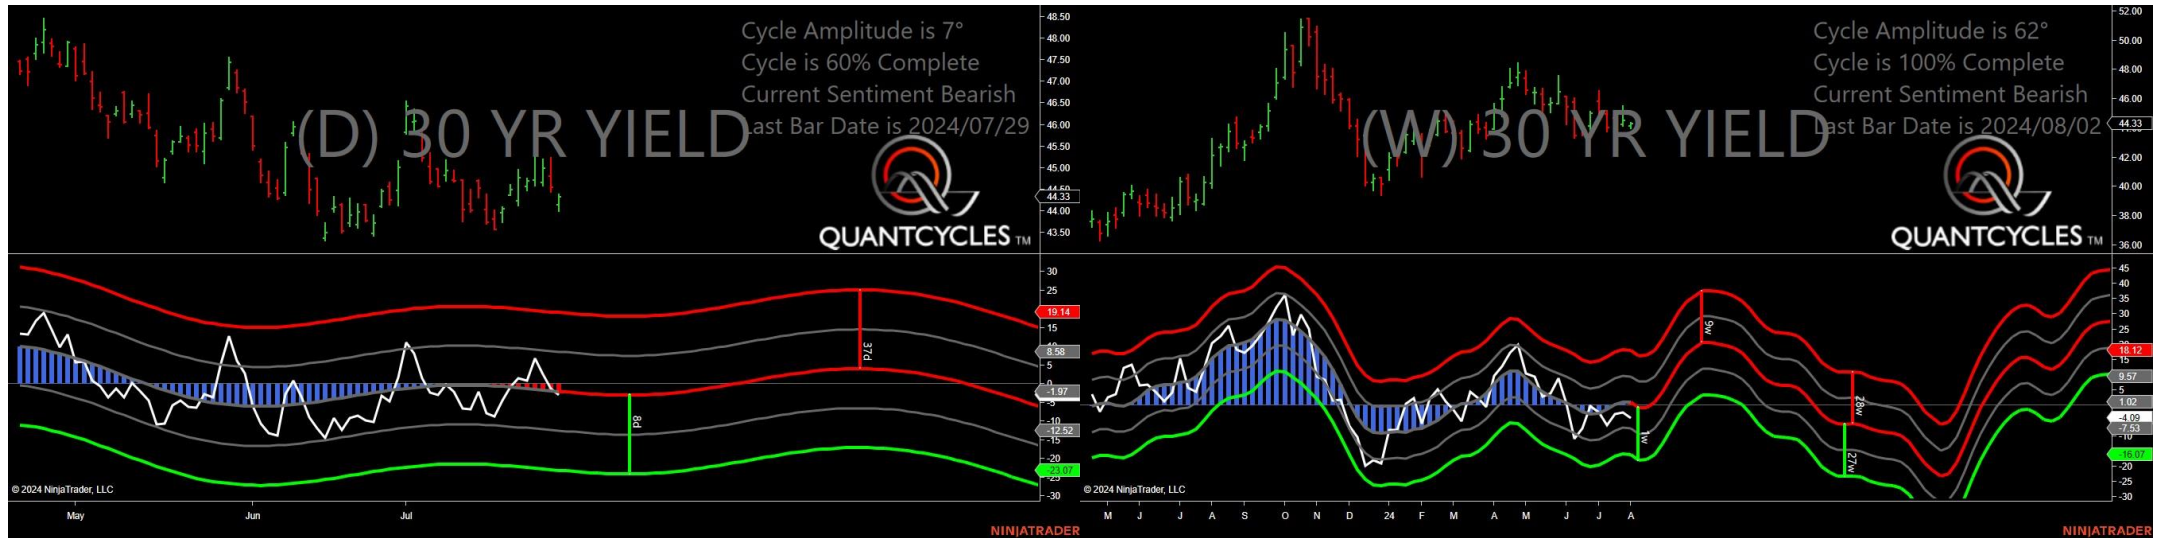 Cycle Amplitude is 7°
Cycle is 60% Complete
Current Sentiment Bearish
Last Bar Date is 2024/07/29
(D) 30 YR YIELD
QUANTCYCLES TM
48.50
48.00
47.50
47.00
46.50
46.00
45.50
45.00
44.50
44.33
44.00
43.50
30
25
19.14
15
8.58
5
0
-1.97
-5
-10
-12.52
-15
-20
-23.07
-25
-30
37d
8d
© 2024 NinjaTrader, LLC
May Jun Jul
NINJATRADER
Cycle Amplitude is 62°
Cycle is 100% Complete
Current Sentiment Bearish
Last Bar Date is 2024/08/02
(W) 30 YR YIELD
QUANTCYCLES TM
52.00
50.00
48.00
46.00
44.33
44.00
42.00
40.00
38.00
36.00
45
40
35
30
25
18.12
15
9.57
5
1.02
-4.09
-7.53
-10
-16.07
-20
-25
-30
9w
1w
28w
27w
© 2024 NinjaTrader, LLC
M J J A S O N D 24 F M A M J J A
NINJATRADER